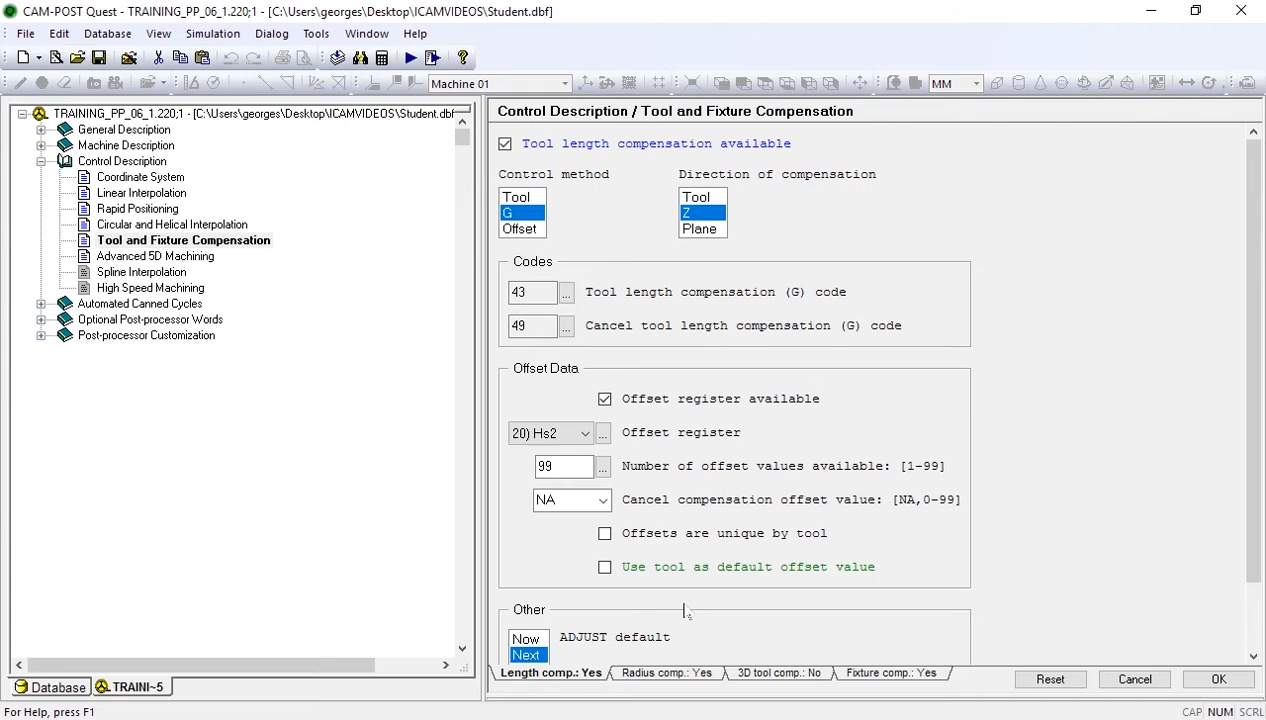 CAM-POST Quest - TRAINING_PP_06_1.220;1 - [C:\Users\georges\Desktop\ICAMVIDEOS\Student.dbf]
File Edit Database View Simulation Dialog Tools Window Help
Machine 01
MM
TRAINING_PP_06_1.220;1 - [C:\Users\georges\Desktop\ICAMVIDEOS\Student.dbf
General Description
Machine Description
Control Description
Coordinate System
Linear Interpolation
Rapid Positioning
Circular and Helical Interpolation
Tool and Fixture Compensation
Advanced 5D Machining
Spline Interpolation
High Speed Machining
Automated Canned Cycles
Optional Post-processor Words
Post-processor Customization
Database TRAINI~5
Control Description / Tool and Fixture Compensation
Tool length compensation available
Control method Direction of compensation
Tool Tool
G Z
Offset Plane
Codes
43 ... Tool length compensation (G) code
49 ... Cancel tool length compensation (G) code
Offset Data
Offset register available
20) Hs2 ... Offset register
99 ... Number of offset values available: [1-99]
NA Cancel compensation offset value: [NA,0-99]
Offsets are unique by tool
Use tool as default offset value
Other
Now ADJUST default
Next
Length comp.: Yes Radius comp.: Yes 3D tool comp.: No Fixture comp.: Yes
Reset Cancel OK
For Help, press F1
CAP NUM SCRL